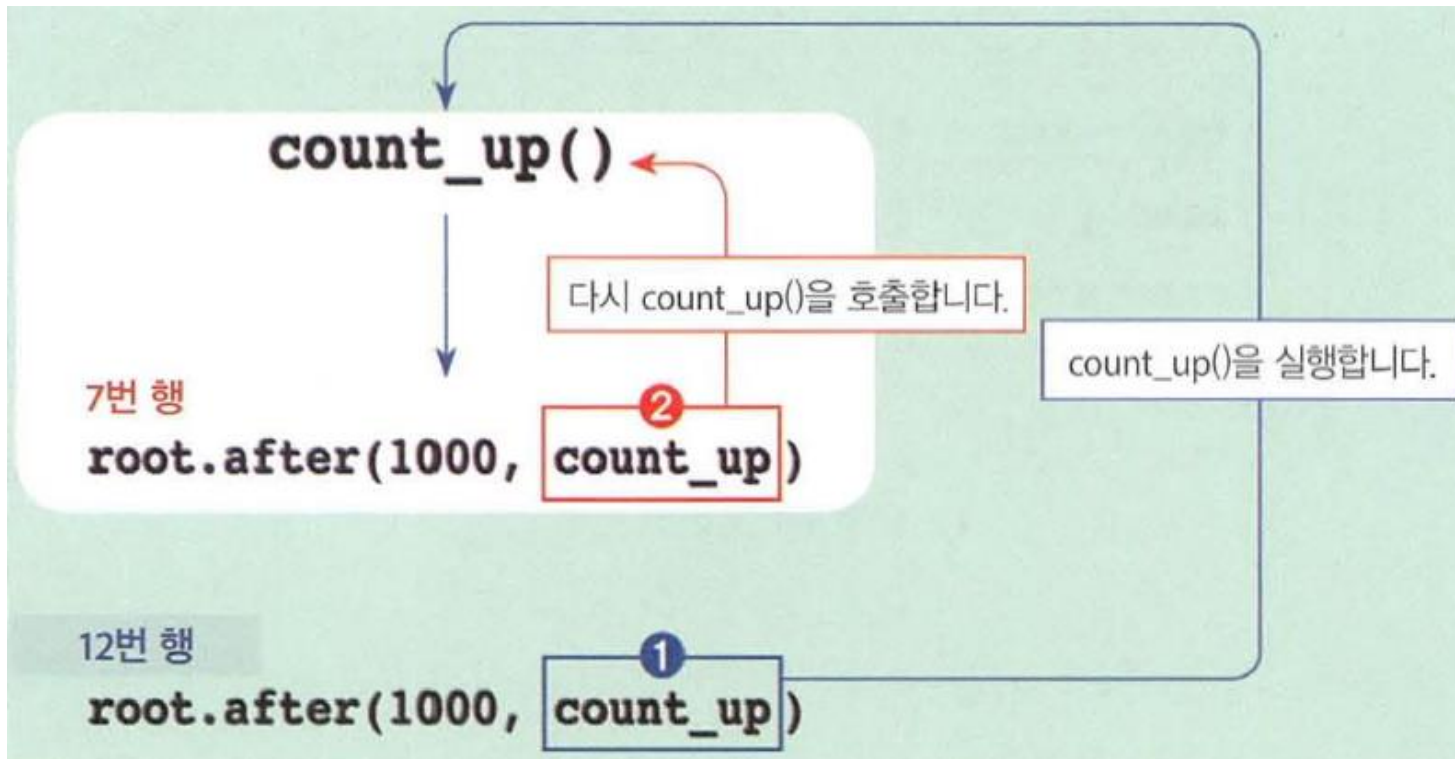 count_up()
다시 count_up()을 호출합니다.
count_up()을 실행합니다.
7번 행
2
root.after(1000, count_up)
12번 행
1
root.after(1000, count_up)